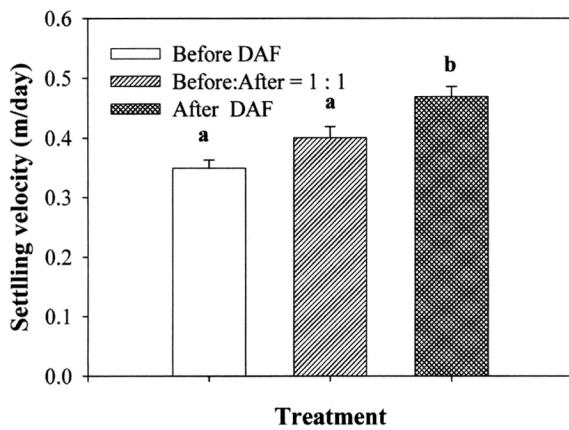 0.6
0.5
0.4
0.3
0.2
0.1
0.0
Settlling velocity (m/day)
Before DAF
Before:After = 1 : 1
After DAF
a
a
b
Treatment